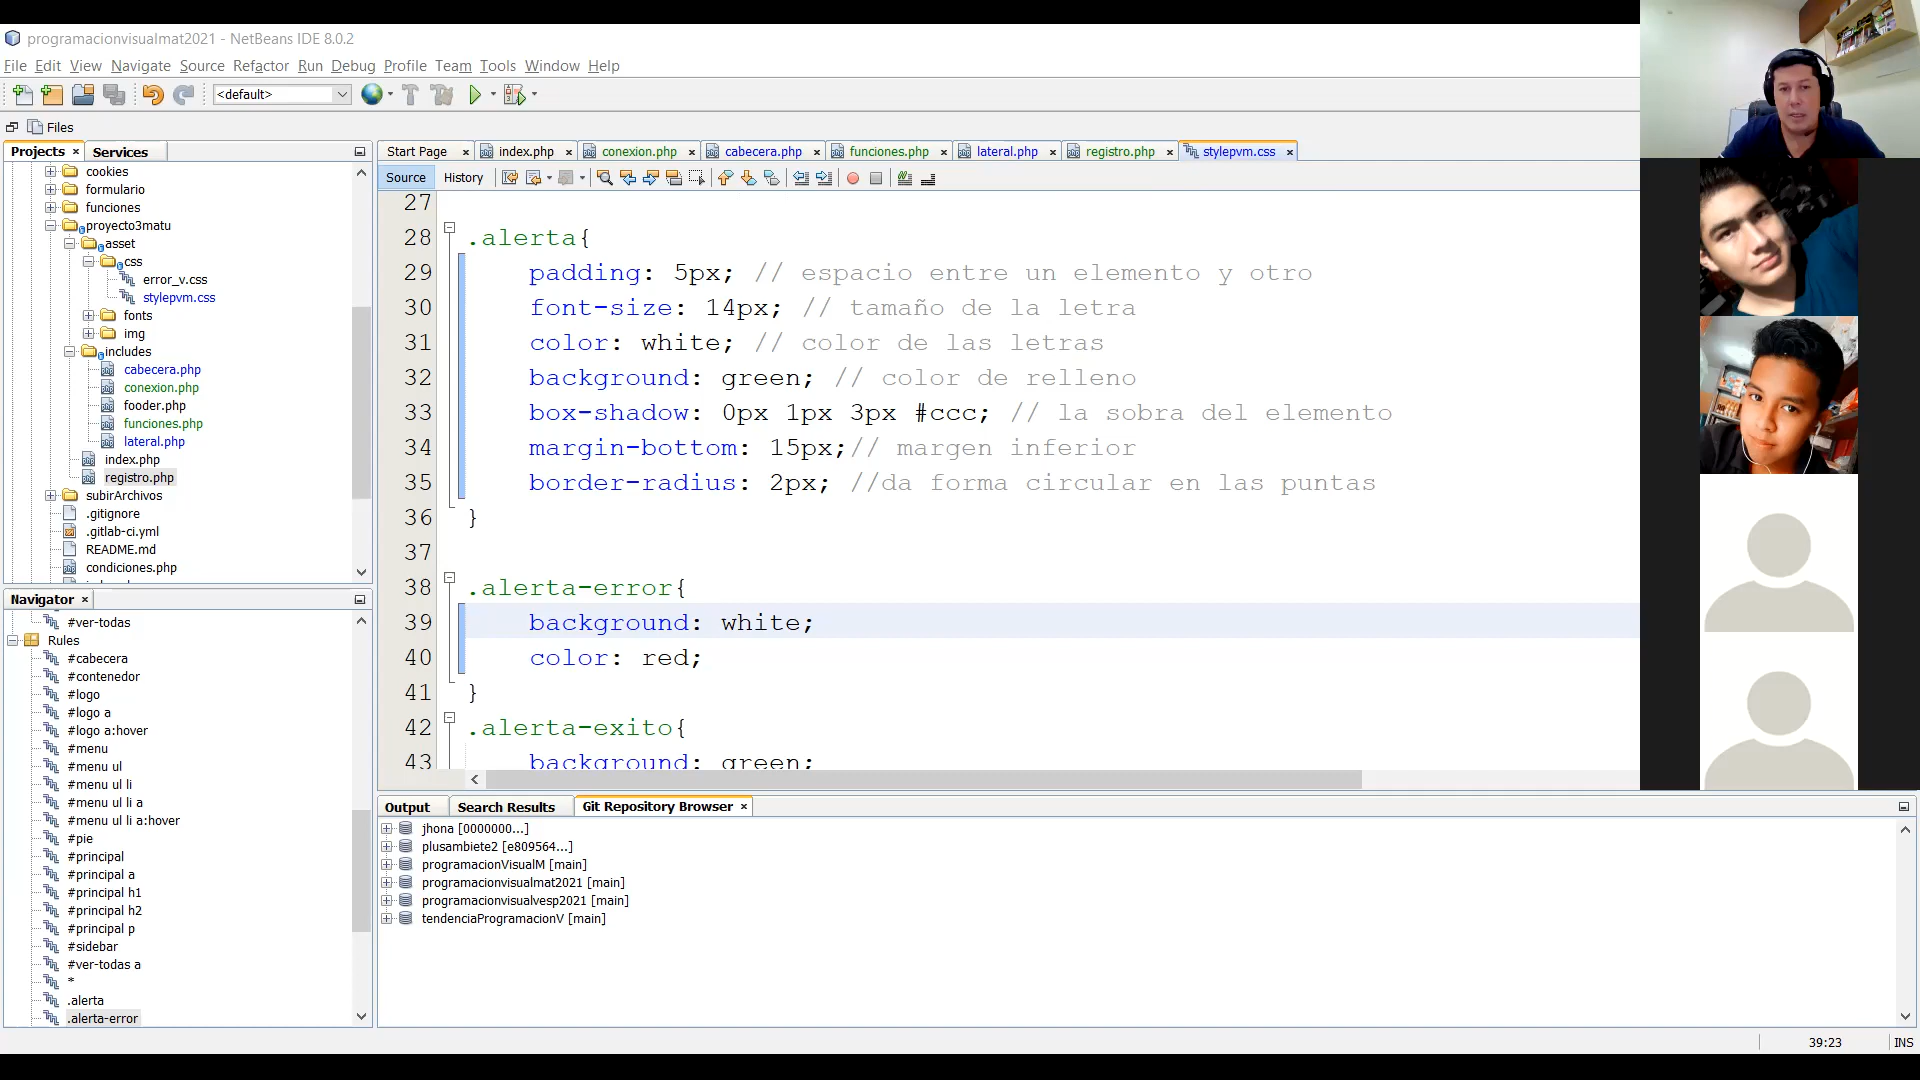 programacionvisualmat2021 - NetBeans IDE 8.0.2
File Edit View Navigate Source Refactor Run Debug Profile Team Tools Window Help
<default>
Files
Projects Services
cookies
formulario
funciones
proyecto3matu
asset
css
error_v.css
stylepvm.css
fonts
img
includes
cabecera.php
conexion.php
fooder.php
funciones.php
lateral.php
index.php
registro.php
subirArchivos
.gitignore
.gitlab-ci.yml
README.md
condiciones.php
Navigator
#ver-todas
Rules
#cabecera
#contenedor
#logo
#logo a
#logo a:hover
#menu
#menu ul
#menu ul li
#menu ul li a
#menu ul li a:hover
#pie
#principal
#principal a
#principal h1
#principal h2
#principal p
#sidebar
#ver-todas a
*
.alerta
.alerta-error
Start Page index.php conexion.php cabecera.php funciones.php lateral.php registro.php stylepvm.css
Source History
27
28 .alerta{
29 padding: 5px; // espacio entre un elemento y otro
30 font-size: 14px; // tamaño de la letra
31 color: white; // color de las letras
32 background: green; // color de relleno
33 box-shadow: 0px 1px 3px #ccc; // la sobra del elemento
34 margin-bottom: 15px;// margen inferior
35 border-radius: 2px; //da forma circular en las puntas
36 }
37
38 .alerta-error{
39 background: white;
40 color: red;
41 }
42 .alerta-exito{
43 background: green;
Output Search Results Git Repository Browser
jhona [0000000...]
plusambiete2 [e809564...]
programacionVisualM [main]
programacionvisualmat2021 [main]
programacionvisualvesp2021 [main]
tendenciaProgramacionV [main]
39:23 INS